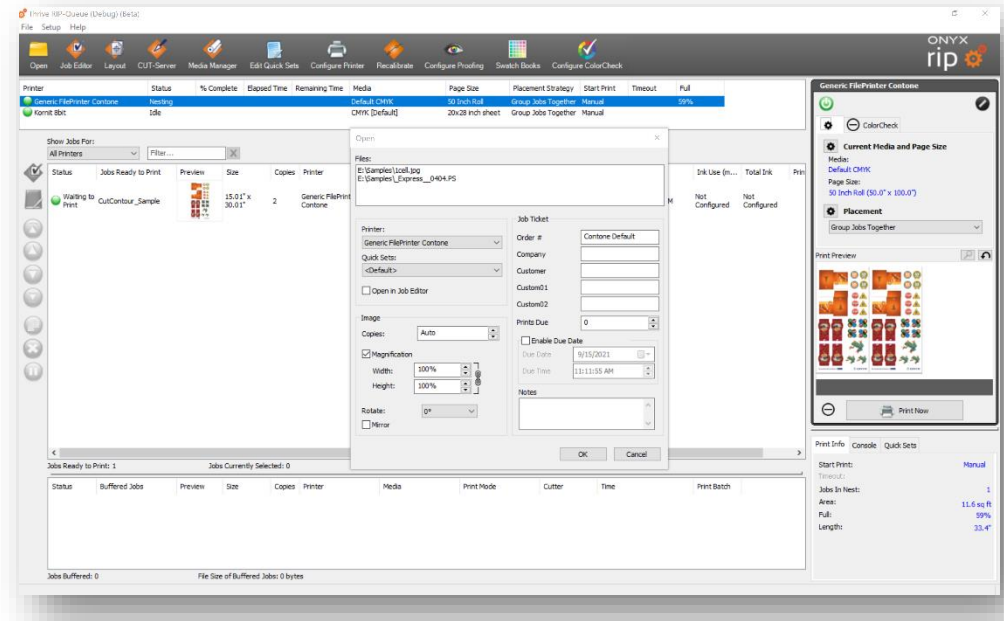 Thrive RIP-Queue (Debug) (Beta)
File Setup Help
ONYX
rip
Open Job Editor Layout CUT-Server Media Manager Edit Quick Sets Configure Printer Recalibrate Configure Proofing Swatch Books Configure ColorCheck
Printer Status % Complete Elapsed Time Remaining Time Media Page Size Placement Strategy Start Print Timeout Full
Generic FilePrinter Contone Nesting Default CMYK 50 Inch Roll Group Jobs Together Manual 59%
Kornit 8bit Idle CMYK [Default] 20x28 inch sheet Group Jobs Together Manual
Show Jobs For:
All Printers Filter...
Status Jobs Ready to Print Preview Size Copies Printer Ink Use (m... Total Ink Prin
Waiting to Print CutContour_Sample 15.01" x 30.01" 2 Generic FilePrint Contone M Not Configured Not Configured
Jobs Ready to Print: 1 Jobs Currently Selected: 0
Status Buffered Jobs Preview Size Copies Printer Media Print Mode Cutter Time Print Batch
Jobs Buffered: 0 File Size of Buffered Jobs: 0 bytes
Open
Files:
E:\Samples\1cell.jpg
E:\Samples\_Express__0404.PS
Printer:
Generic FilePrinter Contone
Quick Sets:
<Default>
Open in Job Editor
Image
Copies: Auto
Magnification
Width: 100%
Height: 100%
Rotate: 0°
Mirror
Job Ticket
Order # Contone Default
Company
Customer
Custom01
Custom02
Prints Due 0
Enable Due Date
Due Date 9/15/2021
Due Time 11:11:55 AM
Notes
OK Cancel
Generic FilePrinter Contone
ColorCheck
Current Media and Page Size
Media:
Default CMYK
Page Size:
50 Inch Roll (50.0" x 100.0")
Placement
Group Jobs Together
Print Preview
Print Now
Print Info Console Quick Sets
Start Print: Manual
Timeout:
Jobs In Nest: 1
Area: 11.6 sq ft
Full: 59%
Length: 33.4"